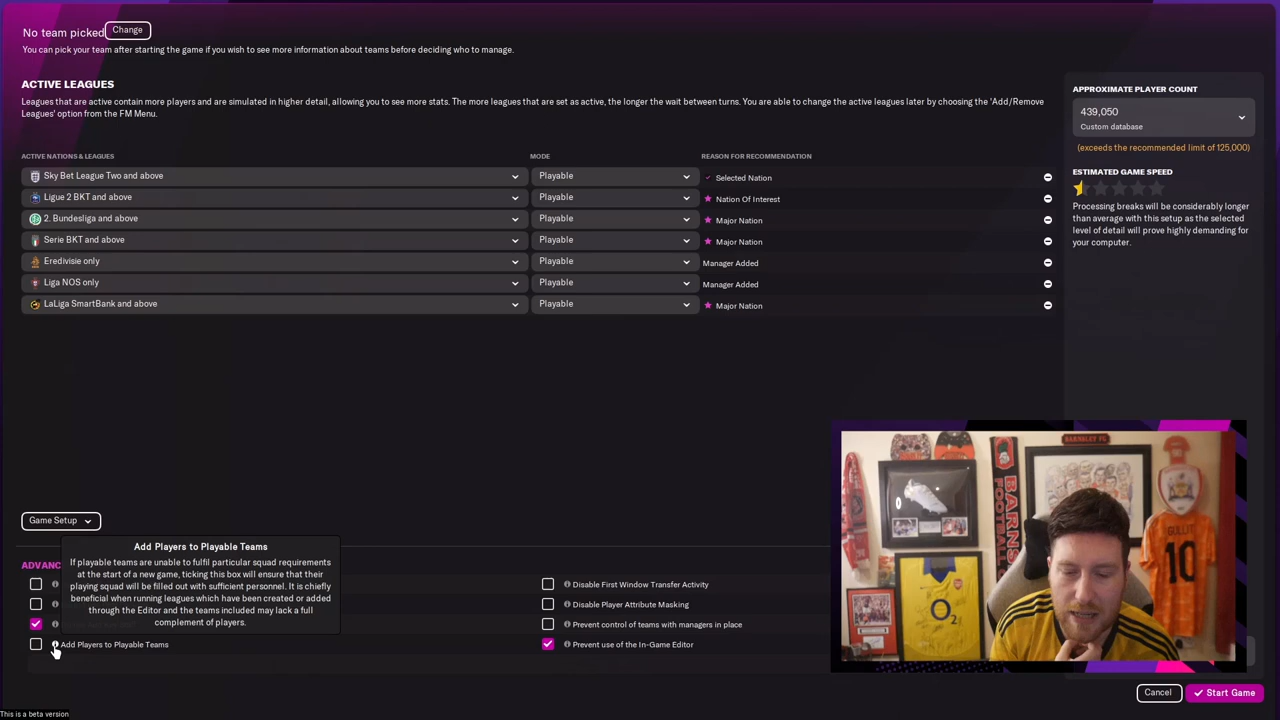 No team picked
Change
You can pick your team after starting the game if you wish to see more information about teams before deciding who to manage.
ACTIVE LEAGUES
Leagues that are active contain more players and are simulated in higher detail, allowing you to see more stats. The more leagues that are set as active, the longer the wait between turns. You are able to change the active leagues later by choosing the 'Add/Remove
Leagues' option from the FM Menu.
ACTIVE NATIONS & LEAGUES
MODE
REASON FOR RECOMMENDATION
Sky Bet League Two and above
Playable
Selected Nation
Ligue 2 BKT and above
Playable
Nation Of Interest
2. Bundesliga and above
Playable
Major Nation
Serie BKT and above
Playable
Major Nation
Eredivisie only
Playable
Manager Added
Liga NOS only
Playable
Manager Added
LaLiga SmartBank and above
Playable
Major Nation
APPROXIMATE PLAYER COUNT
439,050
Custom database
(exceeds the recommended limit of 125,000)
ESTIMATED GAME SPEED
Processing breaks will be considerably longer
than average with this setup as the selected
level of detail will prove highly demanding for
your computer.
Game Setup
ADVANC
Add Players to Playable Teams
If playable teams are unable to fulfil particular squad requirements
at the start of a new game, ticking this box will ensure that their
playing squad will be filled out with sufficient personnel. It is chiefly
beneficial when running leagues which have been created or added
through the Editor and the teams included may lack a full
complement of players.
Add Players to Playable Teams
Disable First Window Transfer Activity
Disable Player Attribute Masking
Prevent control of teams with managers in place
Prevent use of the In-Game Editor
BARNSLEY FC
BARNS
O2
GULLIT
10
Cancel
Start Game
This is a beta version